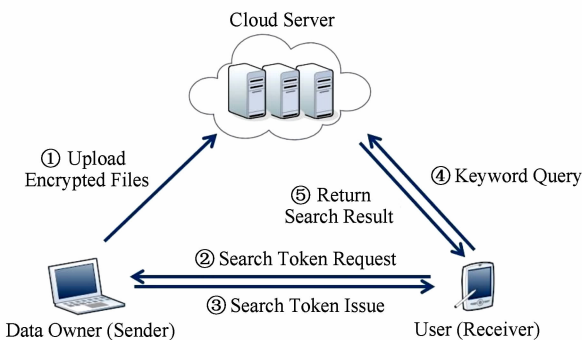 Cloud Server
① Upload
Encrypted Files
④ Keyword Query
⑤ Return
Search Result
② Search Token Request
③ Search Token Issue
Data Owner (Sender)
User (Receiver)